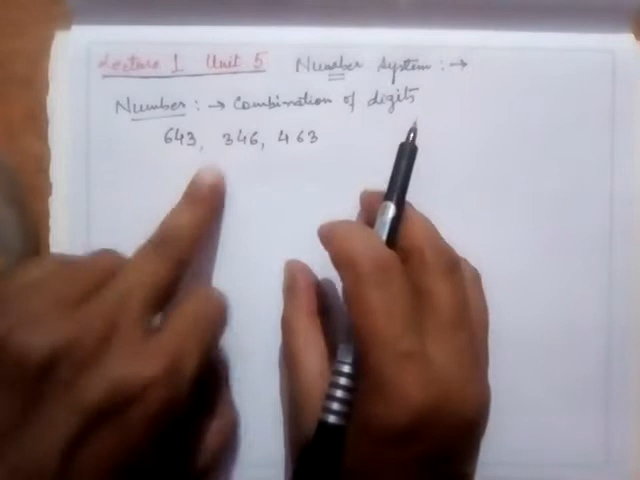 Lecture 1 Unit 5 Number System : →
Number : → Combination of digits
643, 346, 463